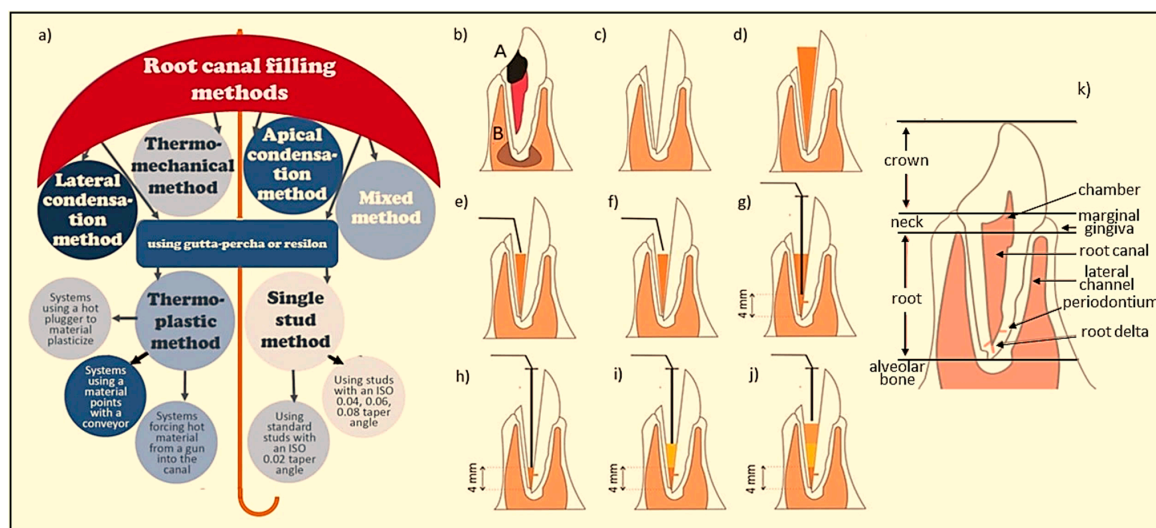 a)
Root canal filling
methods
Thermo-
mechanical
method
Apical
condensa-
tion
method
Lateral
condensa-
tion
method
Mixed
method
using gutta-percha or resilon
Systems
using a hot
plugger to
material
plasticize
Thermo-
plastic
method
Single
stud
method
Systems
using a
material
points
with a
conveyor
Systems
forcing hot
material
from a gun
into the
canal
Using
standard
studs with
an ISO
0.02 taper
angle
Using studs
with an ISO
0.04, 0.06,
0.08 taper
angle
b)
A
B
c)
d)
e)
f)
g)
4 mm
h)
4 mm
i)
4 mm
j)
4 mm
k)
crown
neck
root
alveolar
bone
chamber
marginal
gingiva
root canal
lateral
channel
periodontium
root delta